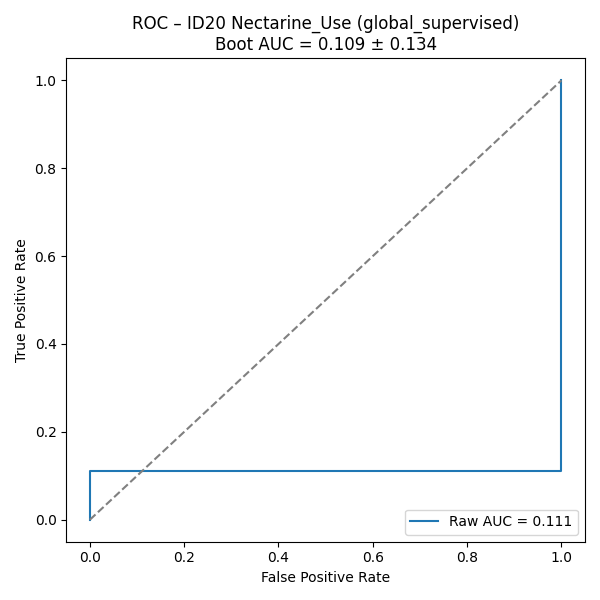 ROC – ID20 Nectarine_Use (global_supervised)
Boot AUC = 0.109 ± 0.134
1.0
0.8
0.6
0.4
0.2
0.0
True Positive Rate
Raw AUC = 0.111
0.0 0.2 0.4 0.6 0.8 1.0
False Positive Rate